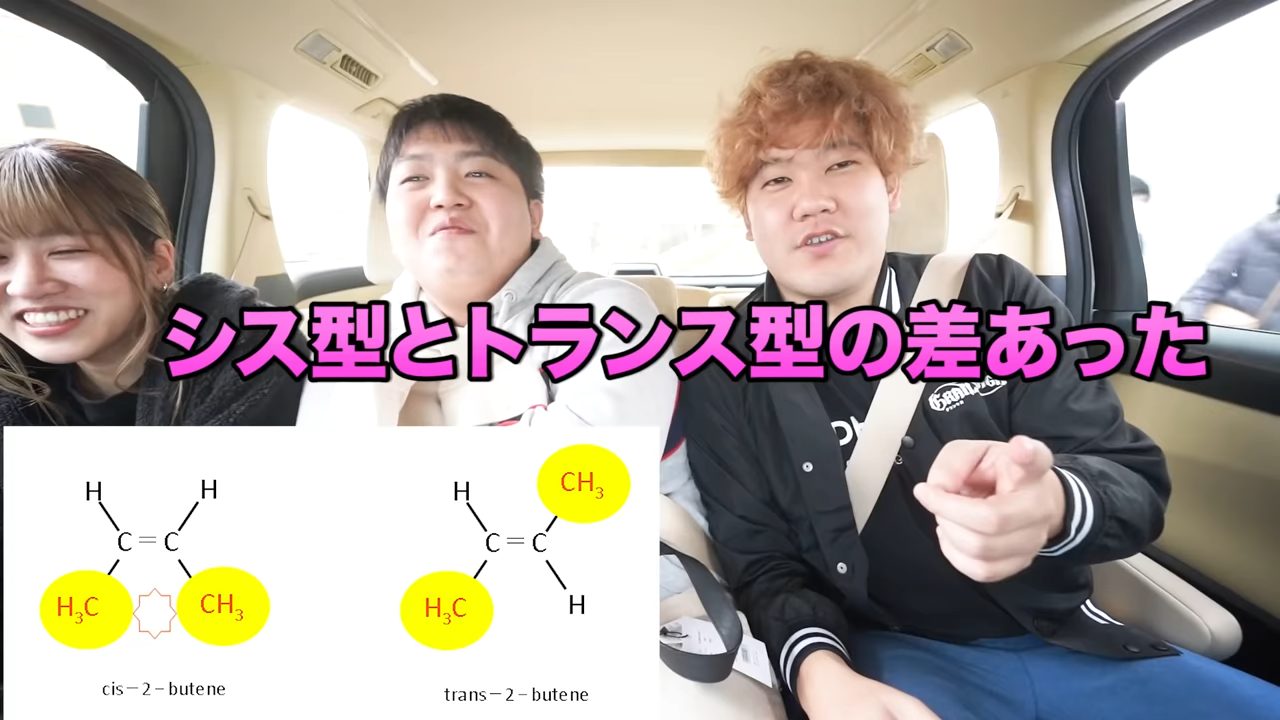 シス型とトランス型の差あった
H H
C=C
H₃C CH₃
cis-2-butene
H CH₃
C=C
H₃C H
trans-2-butene